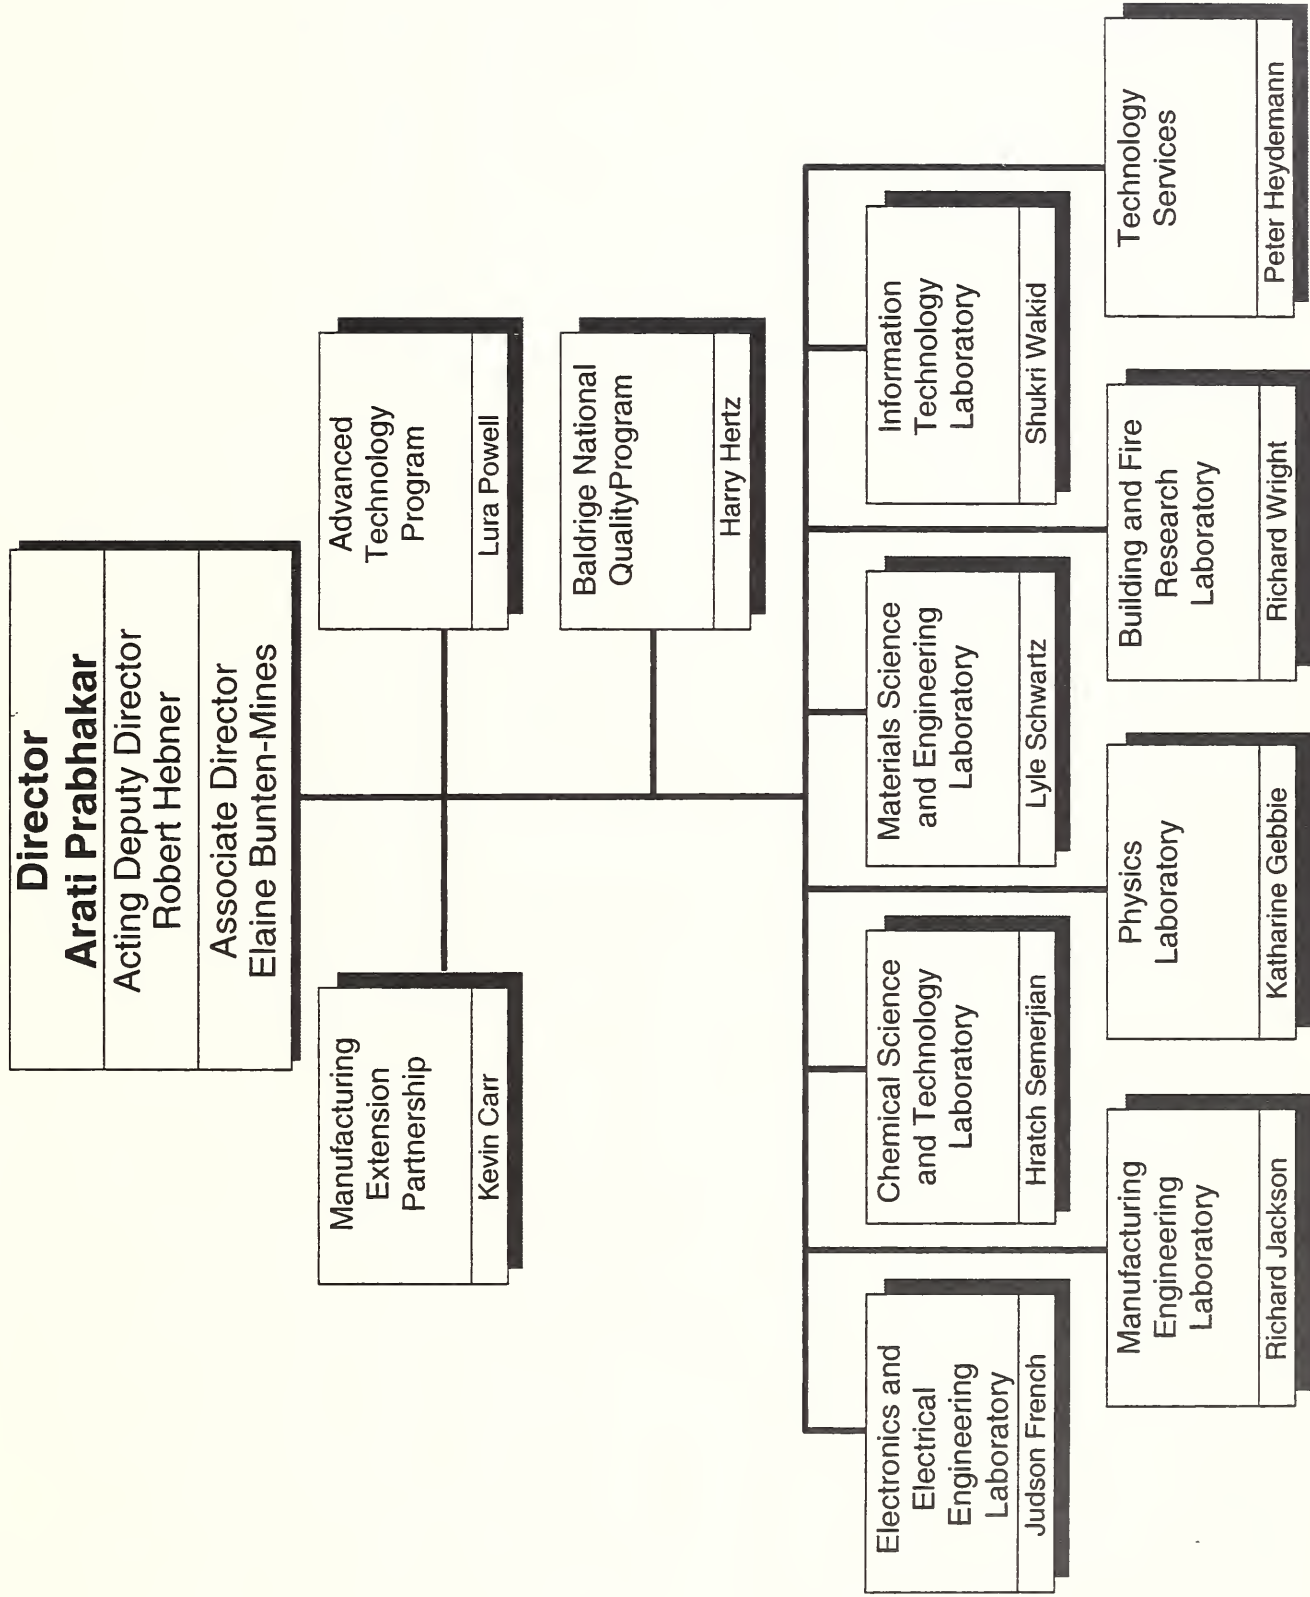 Director
Arati Prabhakar
Acting Deputy Director
Robert Hebner
Associate Director
Elaine Bunten-Mines
Manufacturing
Extension
Partnership
Kevin Carr
Advanced
Technology
Program
Lura Powell
Baldrige National
QualityProgram
Harry Hertz
Electronics and
Electrical
Engineering
Laboratory
Judson French
Chemical Science
and Technology
Laboratory
Hratch Semerjian
Materials Science
and Engineering
Laboratory
Lyle Schwartz
Information
Technology
Laboratory
Shukri Wakid
Manufacturing
Engineering
Laboratory
Richard Jackson
Physics
Laboratory
Katharine Gebbie
Building and Fire
Research
Laboratory
Richard Wright
Technology
Services
Peter Heydemann